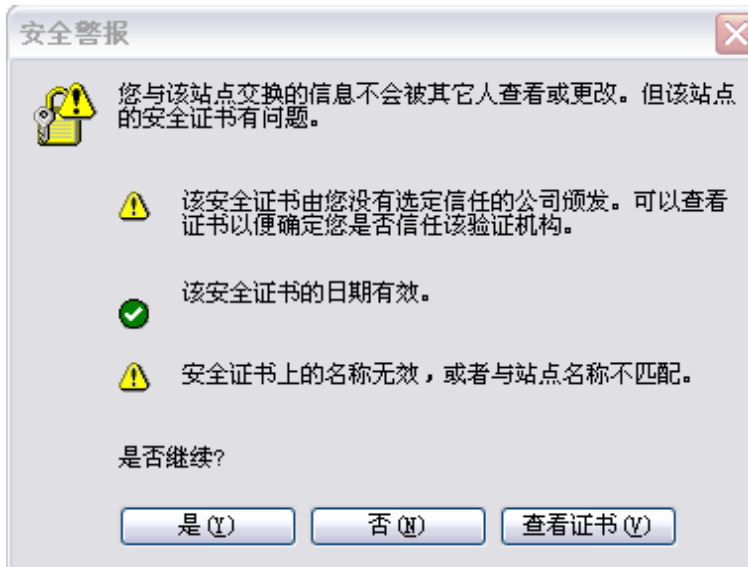 安全警报
您与该站点交换的信息不会被其它人查看或更改。但该站点
的安全证书有问题。
该安全证书由您没有选定信任的公司颁发。可以查看
证书以便确定您是否信任该验证机构。
该安全证书的日期有效。
安全证书上的名称无效，或者与站点名称不匹配。
是否继续?
是(Y) 否(N) 查看证书(V)